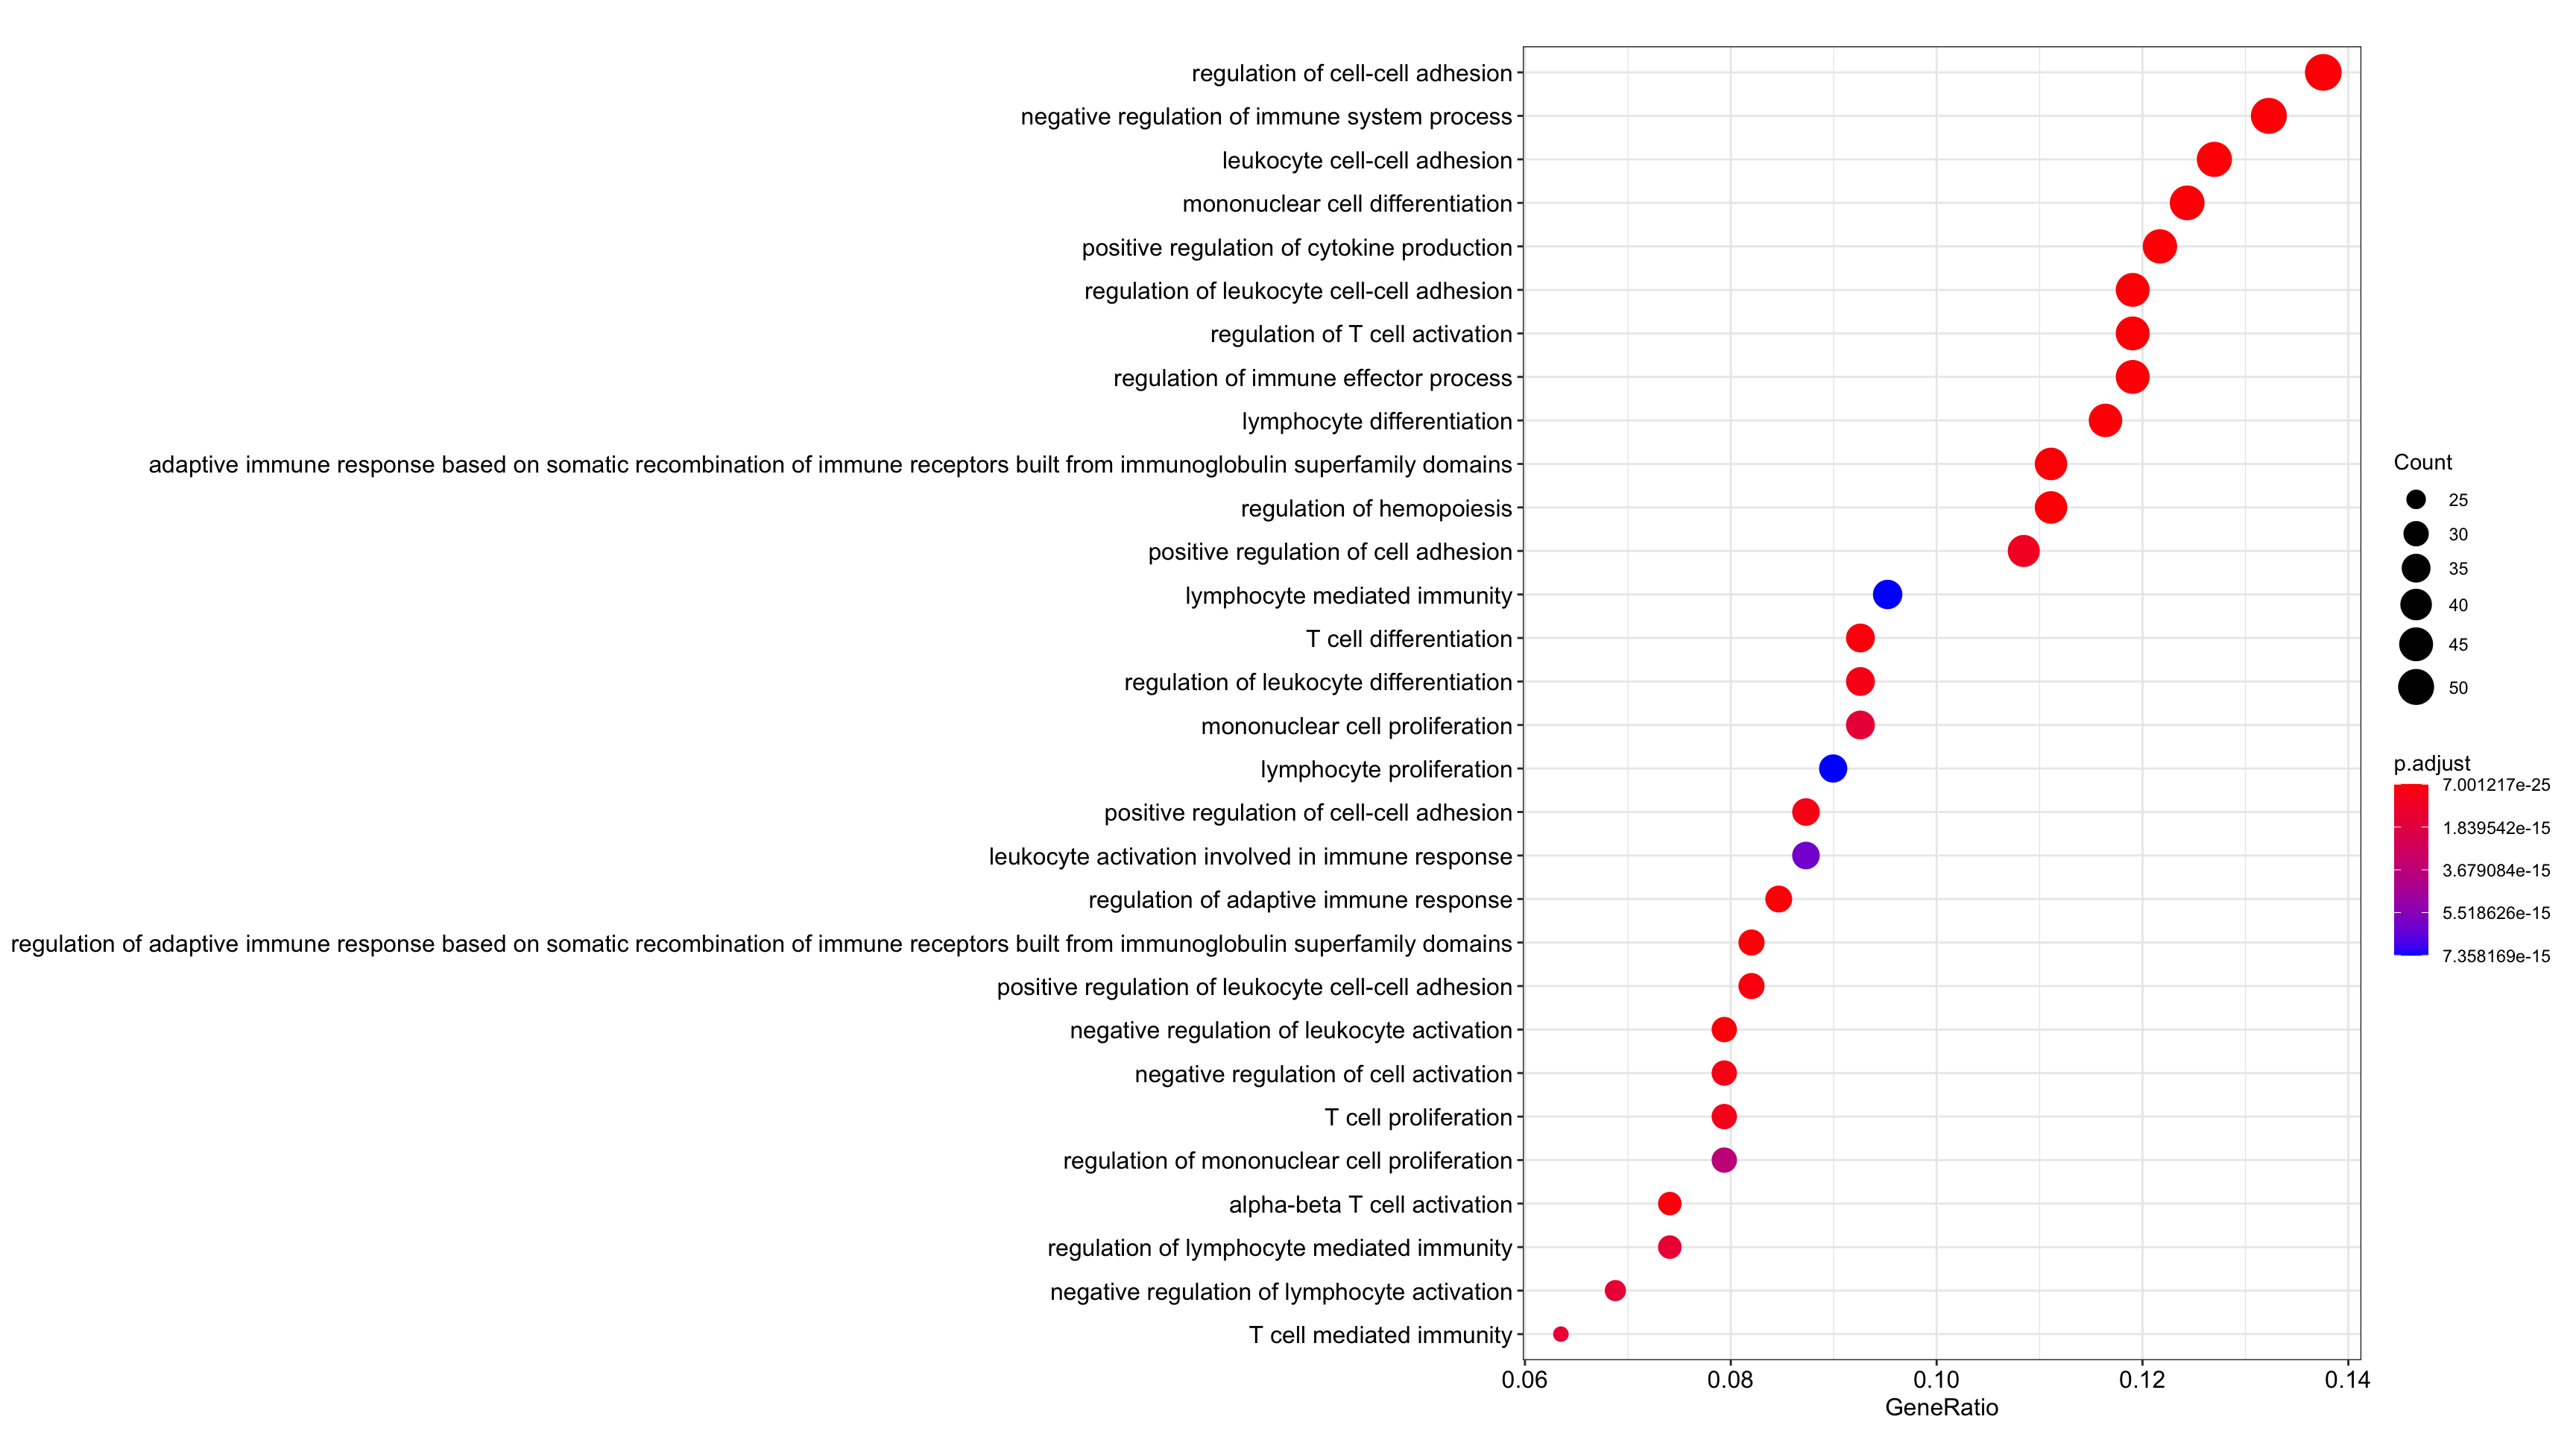 regulation of cell-cell adhesion
negative regulation of immune system process
leukocyte cell-cell adhesion
mononuclear cell differentiation
positive regulation of cytokine production
regulation of leukocyte cell-cell adhesion
regulation of T cell activation
regulation of immune effector process
lymphocyte differentiation
adaptive immune response based on somatic recombination of immune receptors built from immunoglobulin superfamily domains
regulation of hemopoiesis
positive regulation of cell adhesion
lymphocyte mediated immunity
T cell differentiation
regulation of leukocyte differentiation
mononuclear cell proliferation
lymphocyte proliferation
positive regulation of cell-cell adhesion
leukocyte activation involved in immune response
regulation of adaptive immune response
regulation of adaptive immune response based on somatic recombination of immune receptors built from immunoglobulin superfamily domains
positive regulation of leukocyte cell-cell adhesion
negative regulation of leukocyte activation
negative regulation of cell activation
T cell proliferation
regulation of mononuclear cell proliferation
alpha-beta T cell activation
regulation of lymphocyte mediated immunity
negative regulation of lymphocyte activation
T cell mediated immunity
0.06 0.08 0.10 0.12 0.14
GeneRatio
Count
25
30
35
40
45
50
p.adjust
7.001217e-25
1.839542e-15
3.679084e-15
5.518626e-15
7.358169e-15